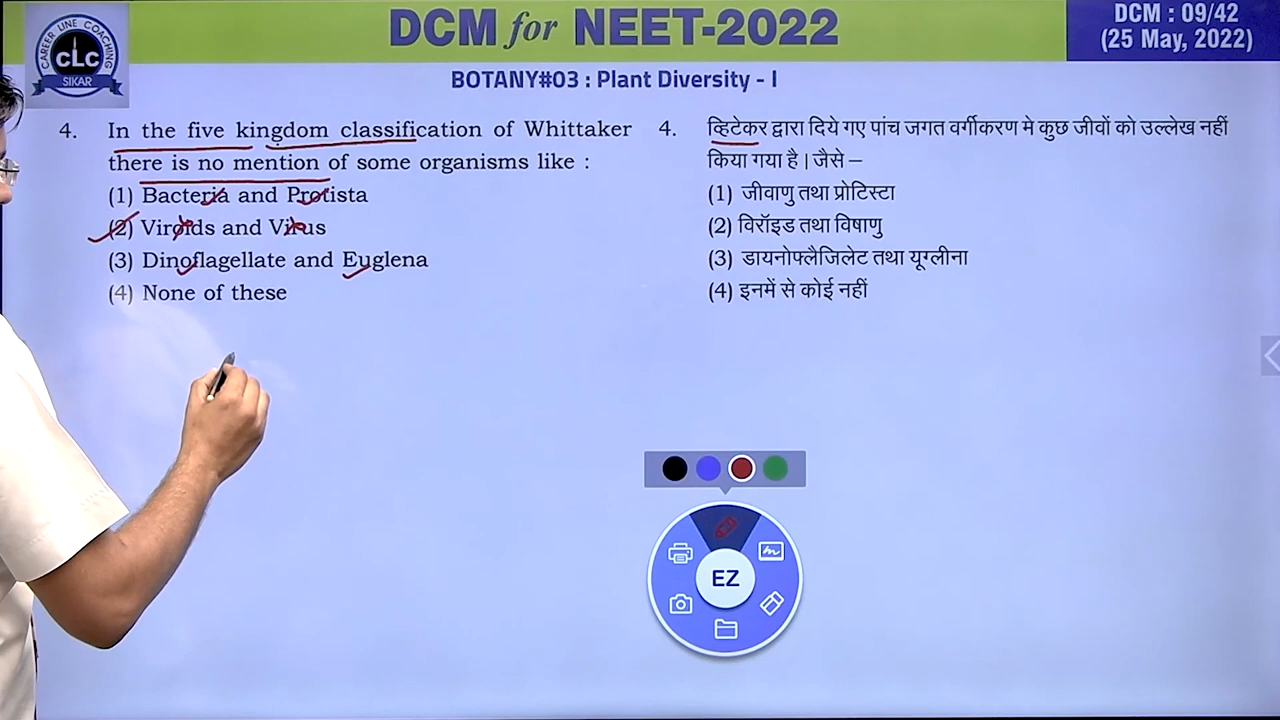 DCM for NEET-2022
DCM : 09/42
(25 May, 2022)
CAREER LINE COACHING
CLC
SIKAR
BOTANY#03 : Plant Diversity - I
4. In the five kingdom classification of Whittaker
there is no mention of some organisms like :
(1) Bacteria and Protista
(2) Viroids and Virus
(3) Dinoflagellate and Euglena
(4) None of these
4. व्हिटेकर द्वारा दिये गए पांच जगत वर्गीकरण मे कुछ जीवों को उल्लेख नहीं
किया गया है। जैसे –
(1) जीवाणु तथा प्रोटिस्टा
(2) विरॉइड तथा विषाणु
(3) डायनोफ्लैजिलेट तथा यूग्लीना
(4) इनमें से कोई नहीं
EZ